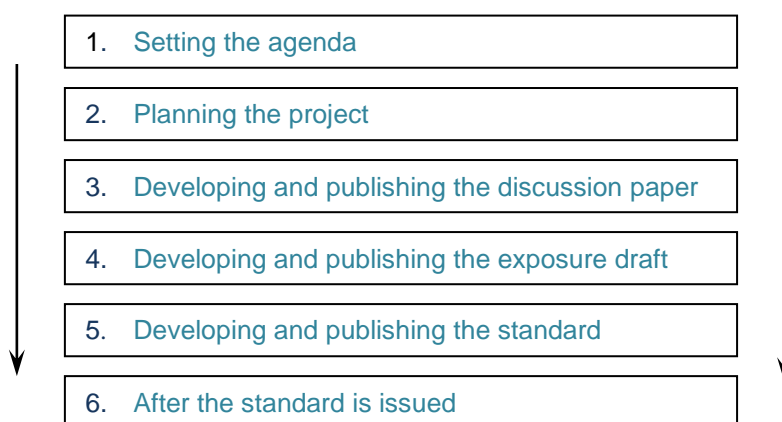 1. Setting the agenda
2. Planning the project
3. Developing and publishing the discussion paper
4. Developing and publishing the exposure draft
5. Developing and publishing the standard
6. After the standard is issued